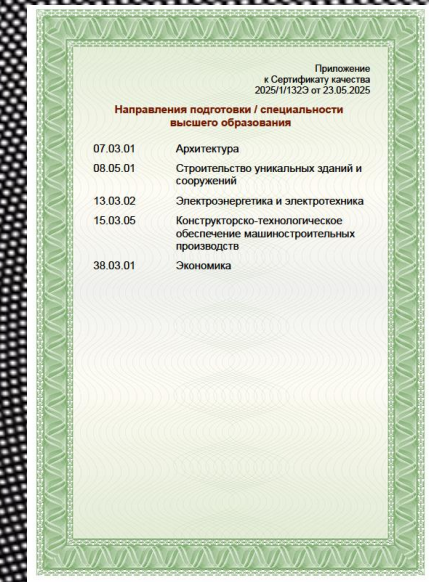 Приложение
к Сертификату качества
2025/1/132Э от 23.05.2025
Направления подготовки / специальности
высшего образования
07.03.01 Архитектура
08.05.01 Строительство уникальных зданий и
сооружений
13.03.02 Электроэнергетика и электротехника
15.03.05 Конструкторско-технологическое
обеспечение машиностроительных
производств
38.03.01 Экономика